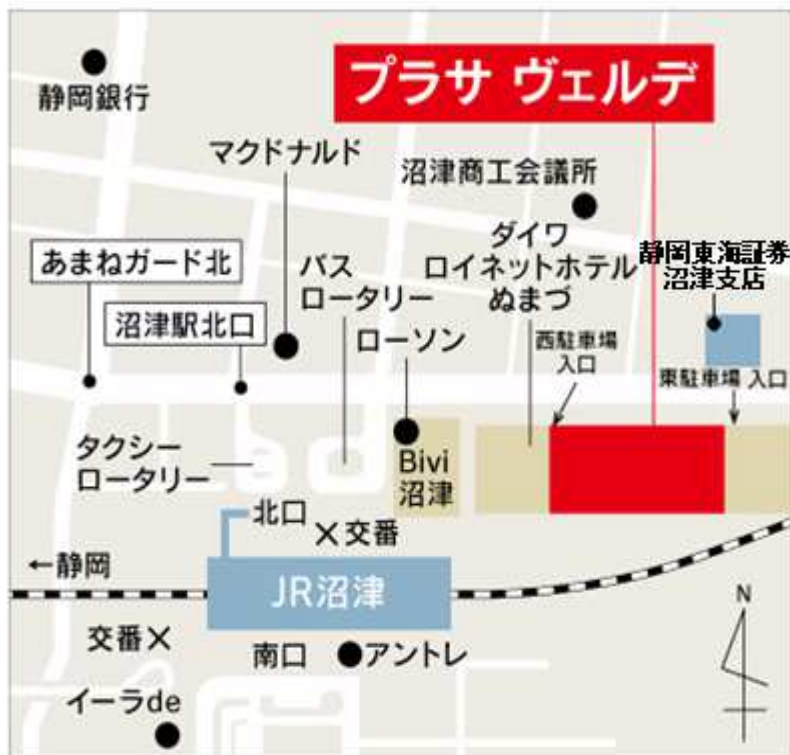 プラサ ヴェルデ
静岡銀行
マクドナルド
沼津商工会議所
ダイワ
ロイネットホテル
ぬまづ
静岡東海証券
沼津支店
あまねガード北
バス
ロータリー
沼津駅北口
ローソン
西駐車場
入口
東駐車場 入口
タクシー
ロータリー
Bivi
沼津
北口
交番
←静岡
JR沼津
N
交番
南口
アントレ
イーラde